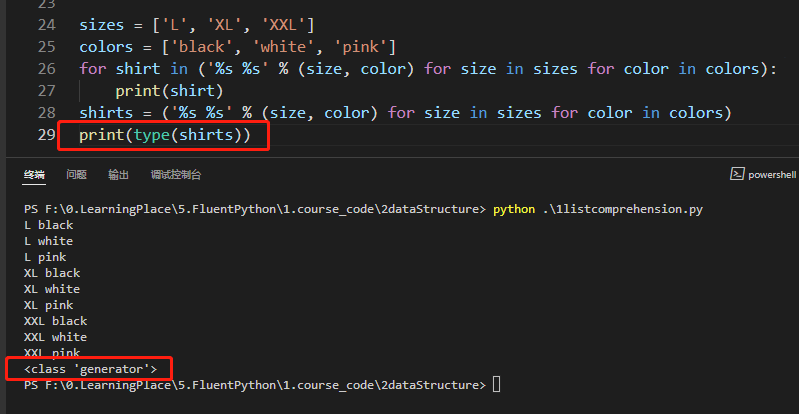 23
24 sizes = ['L', 'XL', 'XXL']
25 colors = ['black', 'white', 'pink']
26 for shirt in ('%s %s' % (size, color) for size in sizes for color in colors):
27     print(shirt)
28 shirts = ('%s %s' % (size, color) for size in sizes for color in colors)
29 print(type(shirts))
终端 问题 输出 调试控制台 powershell
PS F:\0.LearningPlace\5.FluentPython\1.course_code\2dataStructure> python .\1listcomprehension.py
L black
L white
L pink
XL black
XL white
XL pink
XXL black
XXL white
XXL pink
<class 'generator'>
PS F:\0.LearningPlace\5.FluentPython\1.course_code\2dataStructure>